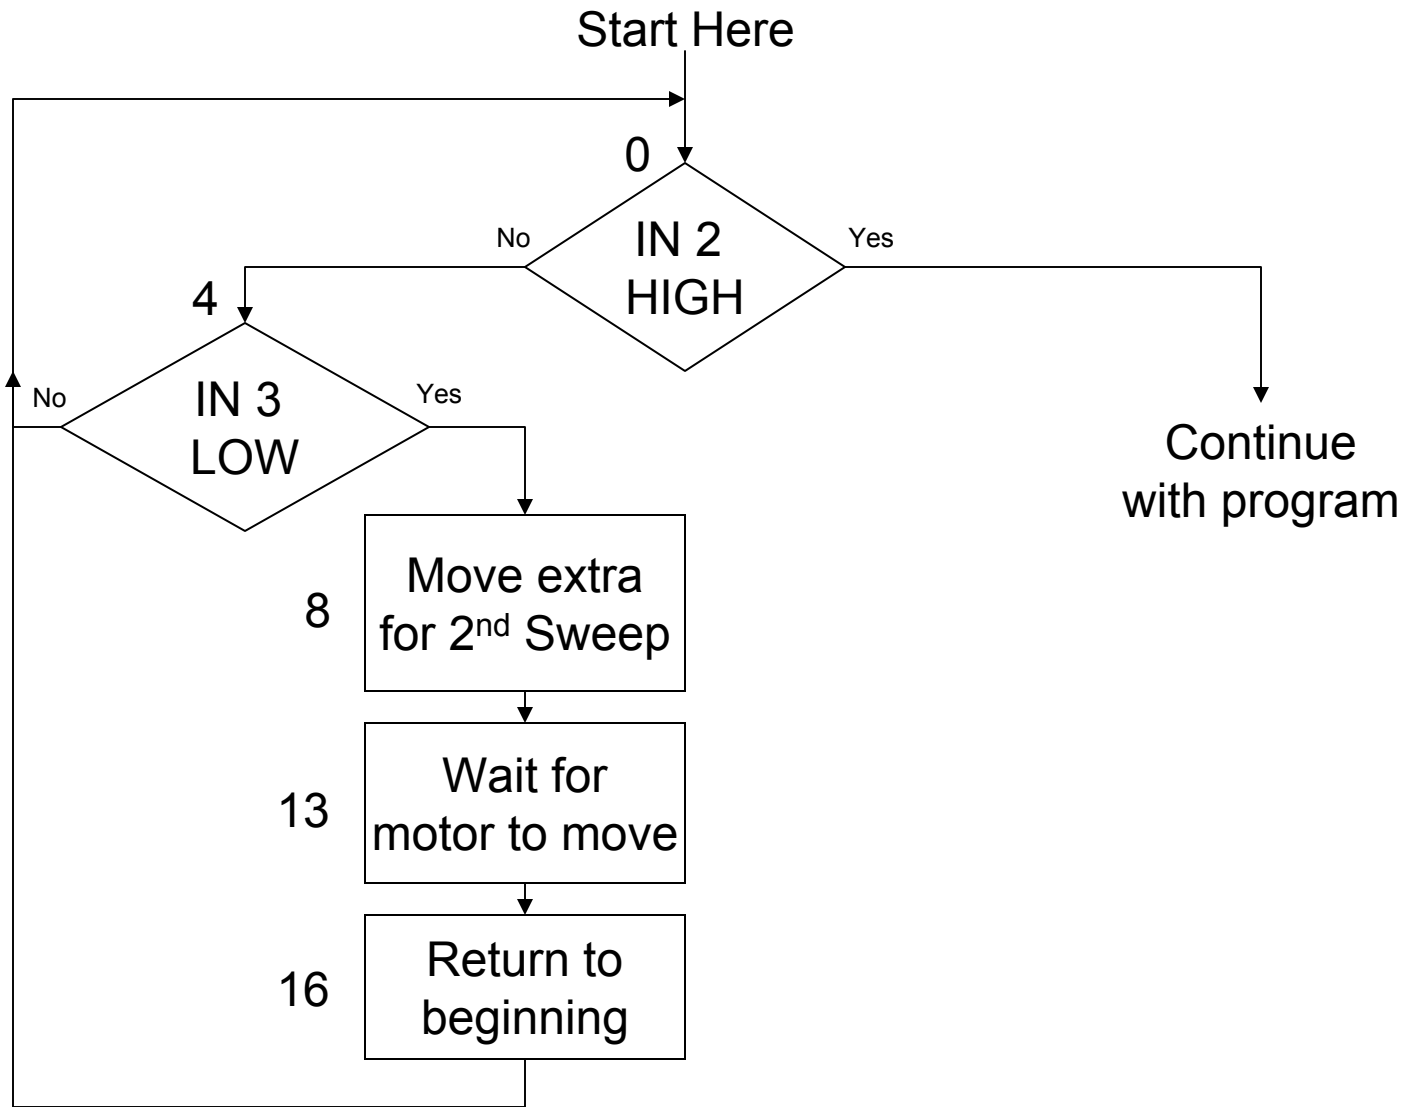 Start Here
0
IN 2
HIGH
No
Yes
4
IN 3
LOW
No
Yes
Continue
with program
8
Move extra
for 2nd Sweep
13
Wait for
motor to move
16
Return to
beginning